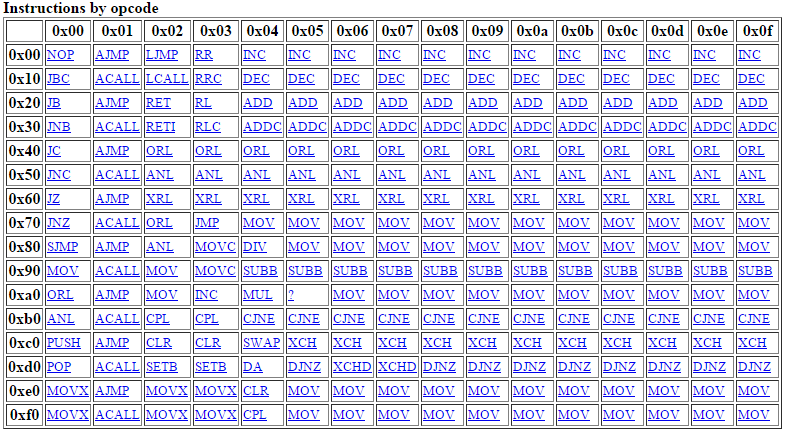 Instructions by opcode
0x00 0x01 0x02 0x03 0x04 0x05 0x06 0x07 0x08 0x09 0x0a 0x0b 0x0c 0x0d 0x0e 0x0f
0x00 NOP AJMP LJMP RR INC INC INC INC INC INC INC INC INC INC INC INC
0x10 JBC ACALL LCALL RRC DEC DEC DEC DEC DEC DEC DEC DEC DEC DEC DEC DEC
0x20 JB AJMP RET RL ADD ADD ADD ADD ADD ADD ADD ADD ADD ADD ADD ADD
0x30 JNB ACALL RETI RLC ADDC ADDC ADDC ADDC ADDC ADDC ADDC ADDC ADDC ADDC ADDC ADDC
0x40 JC AJMP ORL ORL ORL ORL ORL ORL ORL ORL ORL ORL ORL ORL ORL ORL
0x50 JNC ACALL ANL ANL ANL ANL ANL ANL ANL ANL ANL ANL ANL ANL ANL ANL
0x60 JZ AJMP XRL XRL XRL XRL XRL XRL XRL XRL XRL XRL XRL XRL XRL XRL
0x70 JNZ ACALL ORL JMP MOV MOV MOV MOV MOV MOV MOV MOV MOV MOV MOV MOV
0x80 SJMP AJMP ANL MOVC DIV MOV MOV MOV MOV MOV MOV MOV MOV MOV MOV MOV
0x90 MOV ACALL MOV MOVC SUBB SUBB SUBB SUBB SUBB SUBB SUBB SUBB SUBB SUBB SUBB SUBB
0xa0 ORL AJMP MOV INC MUL ? MOV MOV MOV MOV MOV MOV MOV MOV MOV MOV
0xb0 ANL ACALL CPL CPL CJNE CJNE CJNE CJNE CJNE CJNE CJNE CJNE CJNE CJNE CJNE CJNE
0xc0 PUSH AJMP CLR CLR SWAP XCH XCH XCH XCH XCH XCH XCH XCH XCH XCH XCH
0xd0 POP ACALL SETB SETB DA DJNZ XCHD XCHD DJNZ DJNZ DJNZ DJNZ DJNZ DJNZ DJNZ DJNZ
0xe0 MOVX AJMP MOVX MOVX CLR MOV MOV MOV MOV MOV MOV MOV MOV MOV MOV MOV
0xf0 MOVX ACALL MOVX MOVX CPL MOV MOV MOV MOV MOV MOV MOV MOV MOV MOV MOV